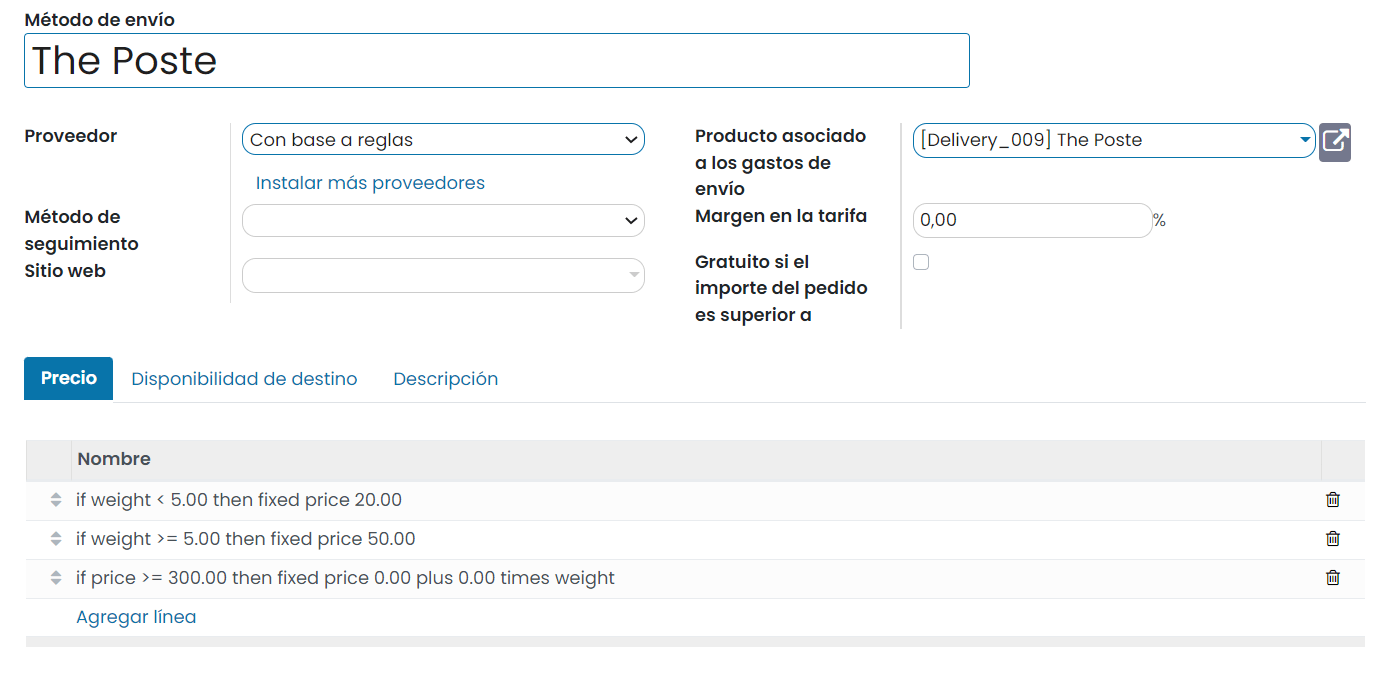 Método de envío
The Poste
Proveedor
Con base a reglas
Instalar más proveedores
Método de
seguimiento
Sitio web
Producto asociado
a los gastos de
envío
[Delivery_009] The Poste
Margen en la tarifa
0,00 %
Gratuito si el
importe del pedido
es superior a
Precio Disponibilidad de destino Descripción
Nombre
if weight < 5.00 then fixed price 20.00
if weight >= 5.00 then fixed price 50.00
if price >= 300.00 then fixed price 0.00 plus 0.00 times weight
Agregar línea